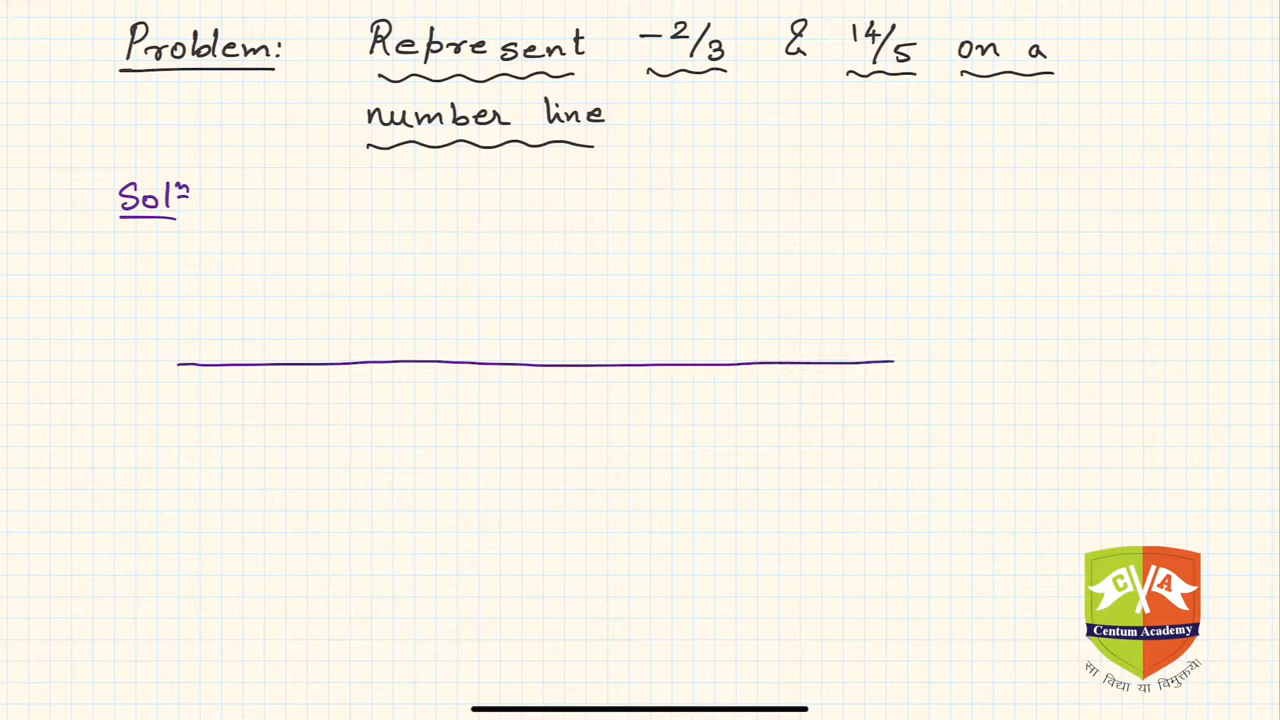 Problem: Represent -2/3 & 14/5 on a
number line
Solⁿ
C A
Centum Academy
सा विद्या या विमुक्तये